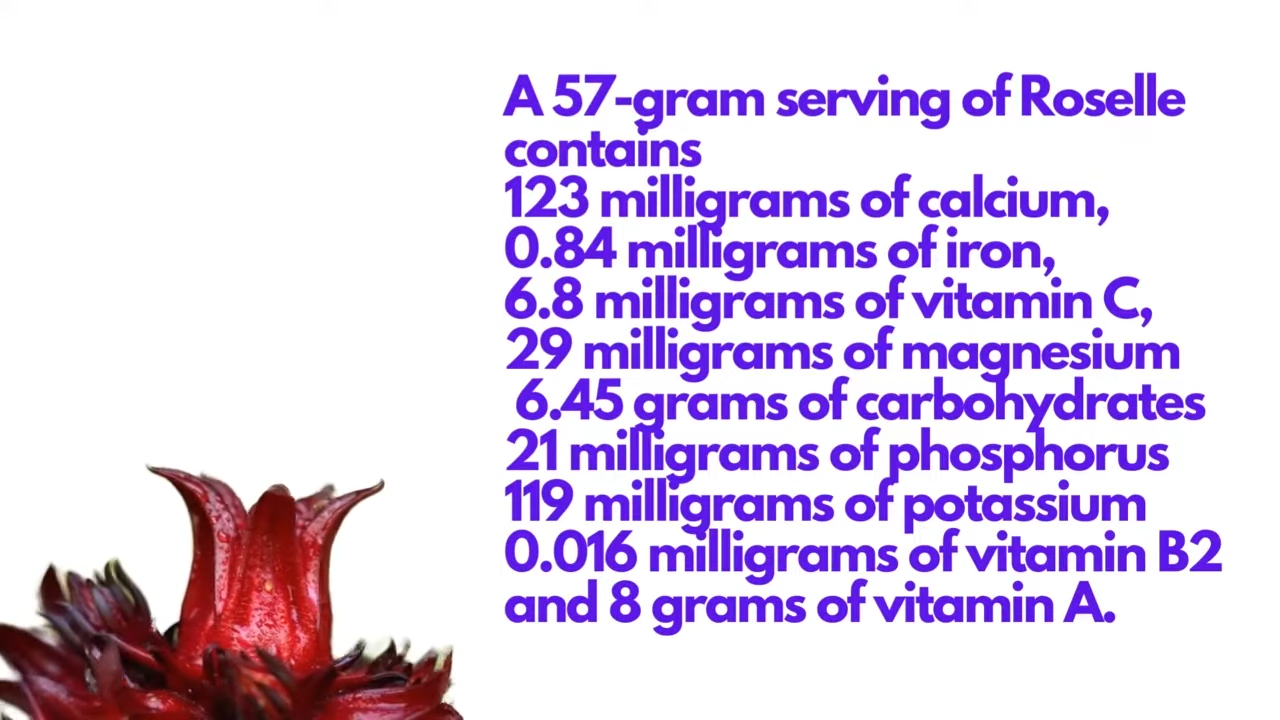 A 57-gram serving of Roselle
contains
123 milligrams of calcium,
0.84 milligrams of iron,
6.8 milligrams of vitamin C,
29 milligrams of magnesium
6.45 grams of carbohydrates
21 milligrams of phosphorus
119 milligrams of potassium
0.016 milligrams of vitamin B2
and 8 grams of vitamin A.